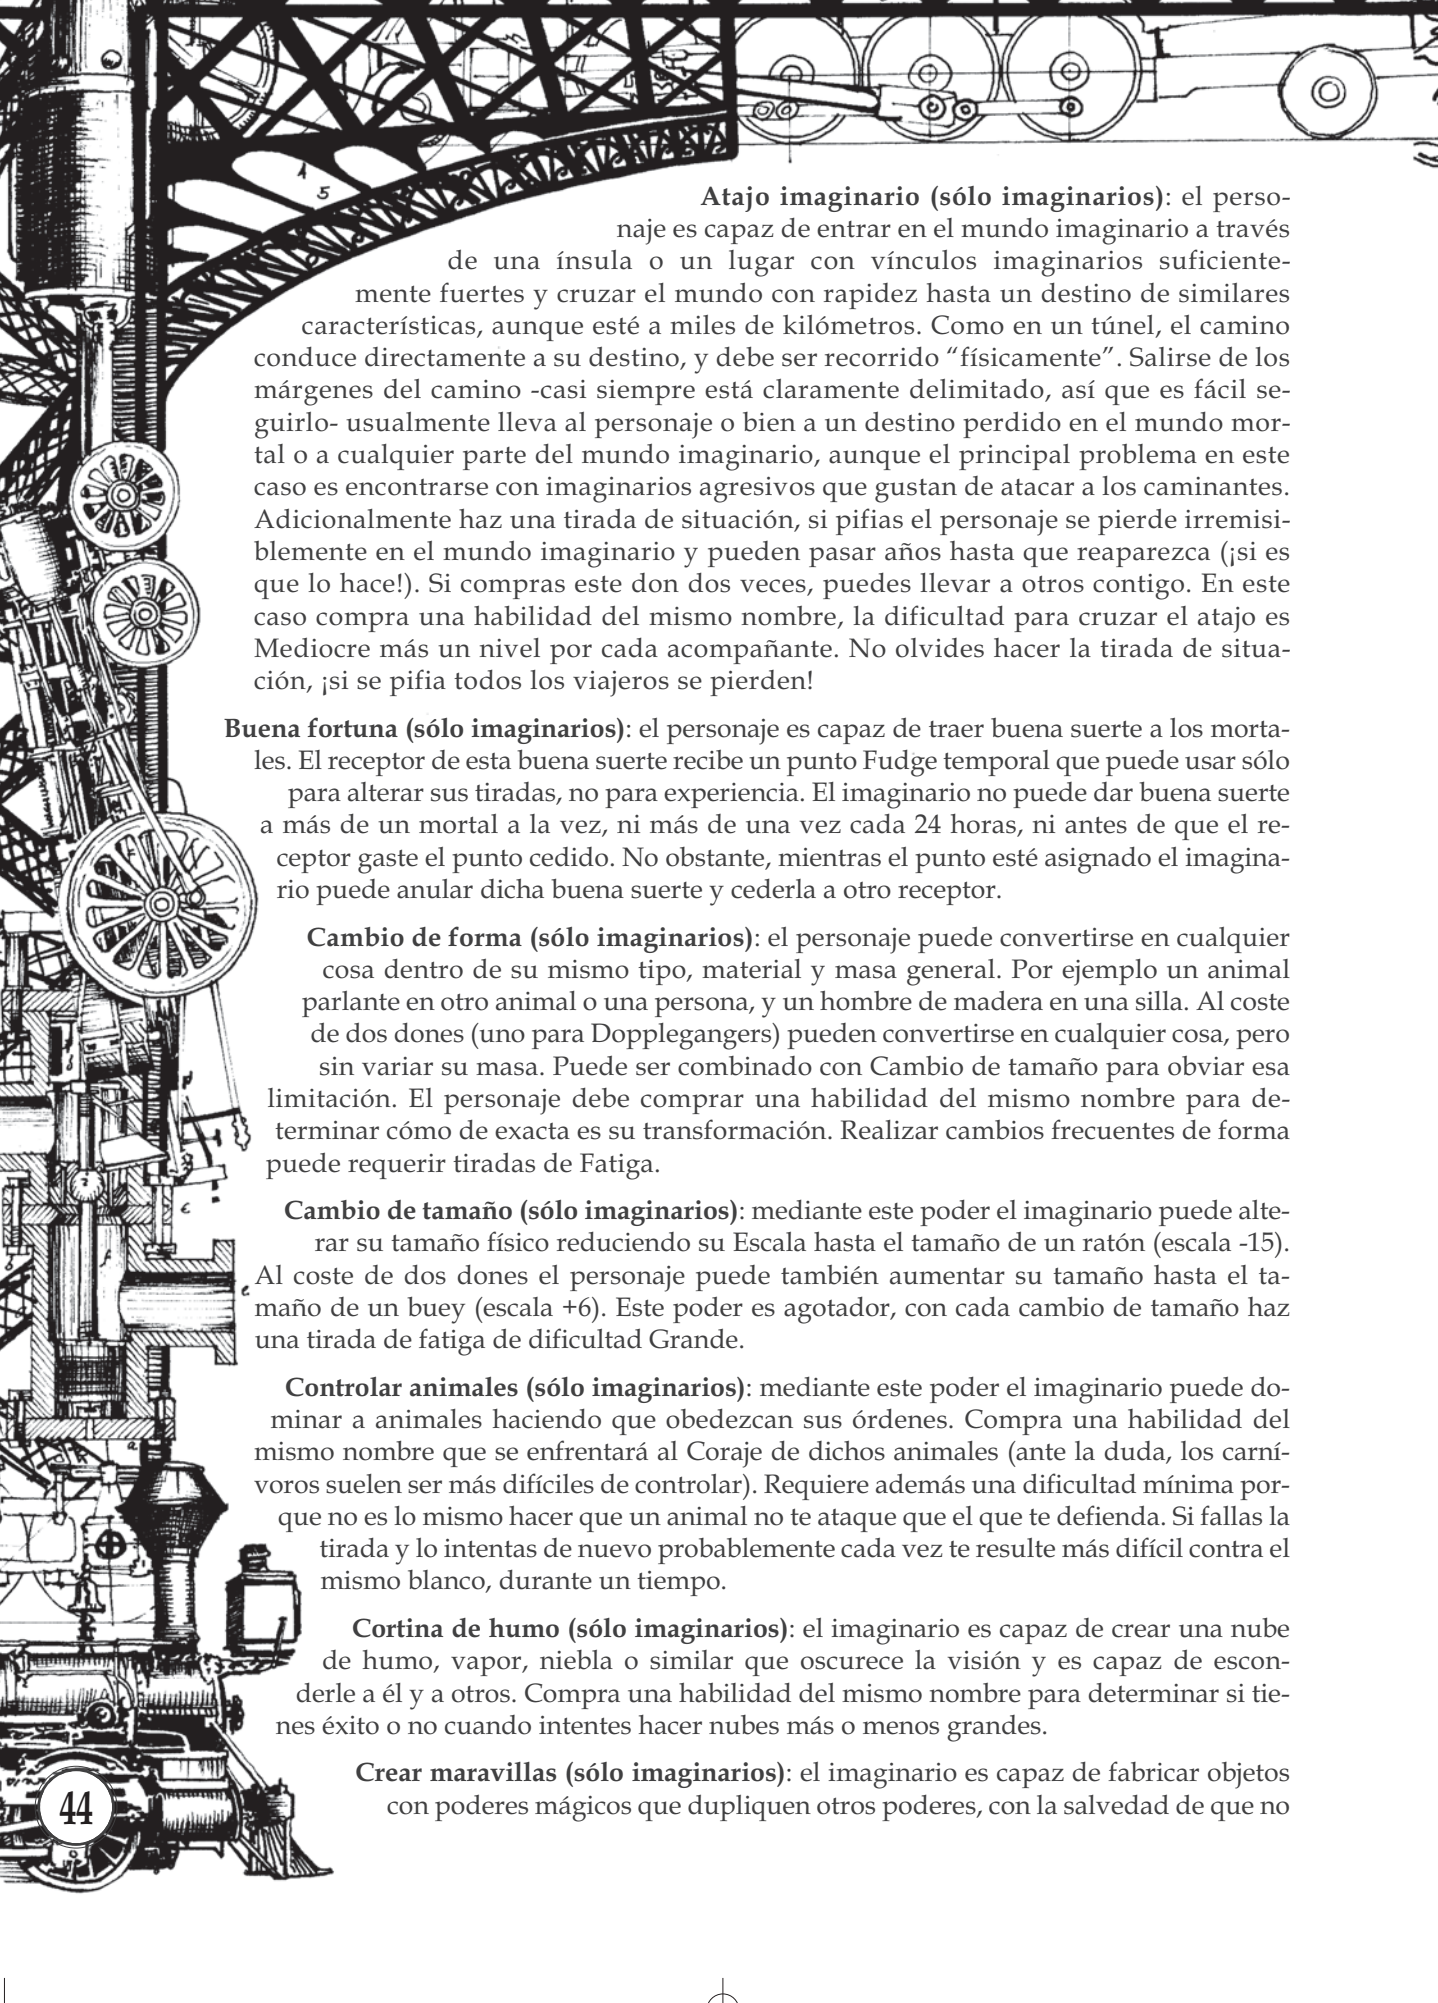 Atajo imaginario (sólo imaginarios): el perso-
naje es capaz de entrar en el mundo imaginario a través
de una ínsula o un lugar con vínculos imaginarios suficiente-
mente fuertes y cruzar el mundo con rapidez hasta un destino de similares
características, aunque esté a miles de kilómetros. Como en un túnel, el camino
conduce directamente a su destino, y debe ser recorrido “físicamente”. Salirse de los
márgenes del camino -casi siempre está claramente delimitado, así que es fácil se-
guirlo- usualmente lleva al personaje o bien a un destino perdido en el mundo mor-
tal o a cualquier parte del mundo imaginario, aunque el principal problema en este
caso es encontrarse con imaginarios agresivos que gustan de atacar a los caminantes.
Adicionalmente haz una tirada de situación, si pifias el personaje se pierde irremisi-
blemente en el mundo imaginario y pueden pasar años hasta que reaparezca (¡si es
que lo hace!). Si compras este don dos veces, puedes llevar a otros contigo. En este
caso compra una habilidad del mismo nombre, la dificultad para cruzar el atajo es
Mediocre más un nivel por cada acompañante. No olvides hacer la tirada de situa-
ción, ¡si se pifia todos los viajeros se pierden!
Buena fortuna (sólo imaginarios): el personaje es capaz de traer buena suerte a los morta-
les. El receptor de esta buena suerte recibe un punto Fudge temporal que puede usar sólo
para alterar sus tiradas, no para experiencia. El imaginario no puede dar buena suerte
a más de un mortal a la vez, ni más de una vez cada 24 horas, ni antes de que el re-
ceptor gaste el punto cedido. No obstante, mientras el punto esté asignado el imagina-
rio puede anular dicha buena suerte y cederla a otro receptor.
Cambio de forma (sólo imaginarios): el personaje puede convertirse en cualquier
cosa dentro de su mismo tipo, material y masa general. Por ejemplo un animal
parlante en otro animal o una persona, y un hombre de madera en una silla. Al coste
de dos dones (uno para Dopplegangers) pueden convertirse en cualquier cosa, pero
sin variar su masa. Puede ser combinado con Cambio de tamaño para obviar esa
limitación. El personaje debe comprar una habilidad del mismo nombre para de-
terminar cómo de exacta es su transformación. Realizar cambios frecuentes de forma
puede requerir tiradas de Fatiga.
Cambio de tamaño (sólo imaginarios): mediante este poder el imaginario puede alte-
rar su tamaño físico reduciendo su Escala hasta el tamaño de un ratón (escala -15).
Al coste de dos dones el personaje puede también aumentar su tamaño hasta el ta-
maño de un buey (escala +6). Este poder es agotador, con cada cambio de tamaño haz
una tirada de fatiga de dificultad Grande.
Controlar animales (sólo imaginarios): mediante este poder el imaginario puede do-
minar a animales haciendo que obedezcan sus órdenes. Compra una habilidad del
mismo nombre que se enfrentará al Coraje de dichos animales (ante la duda, los carní-
voros suelen ser más difíciles de controlar). Requiere además una dificultad mínima por-
que no es lo mismo hacer que un animal no te ataque que el que te defienda. Si fallas la
tirada y lo intentas de nuevo probablemente cada vez te resulte más difícil contra el
mismo blanco, durante un tiempo.
Cortina de humo (sólo imaginarios): el imaginario es capaz de crear una nube
de humo, vapor, niebla o similar que oscurece la visión y es capaz de escon-
derle a él y a otros. Compra una habilidad del mismo nombre para determinar si tie-
nes éxito o no cuando intentes hacer nubes más o menos grandes.
Crear maravillas (sólo imaginarios): el imaginario es capaz de fabricar objetos
con poderes mágicos que dupliquen otros poderes, con la salvedad de que no
44